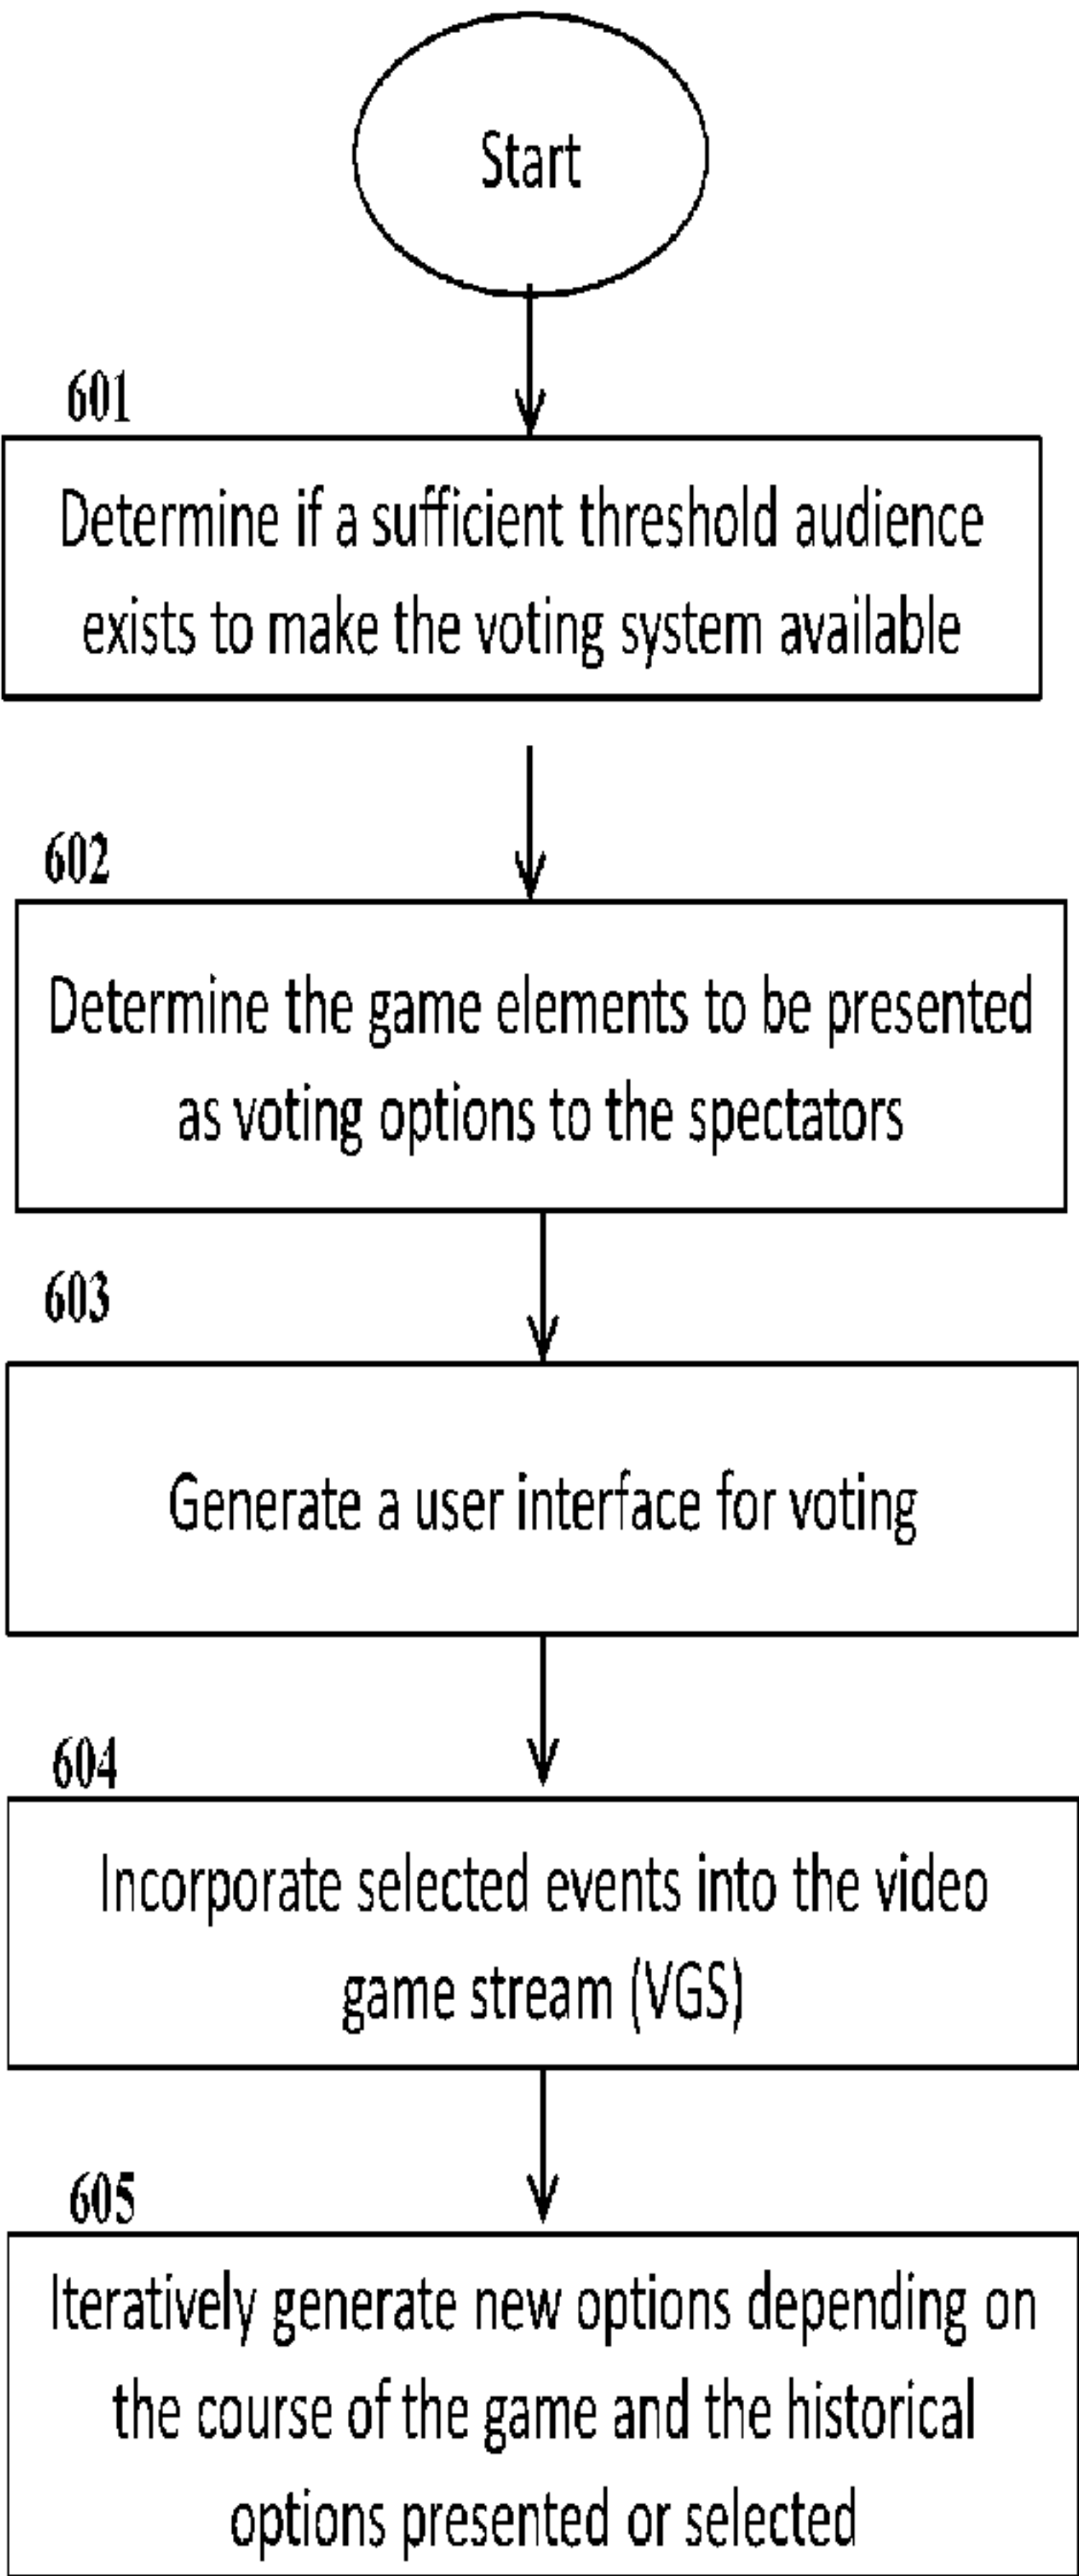 Start
601
Determine if a sufficient threshold audience
exists to make the voting system available
602
Determine the game elements to be presented
as voting options to the spectators
603
Generate a user interface for voting
604
Incorporate selected events into the video
game stream (VGS)
605
Iteratively generate new options depending on
the course of the game and the historical
options presented or selected